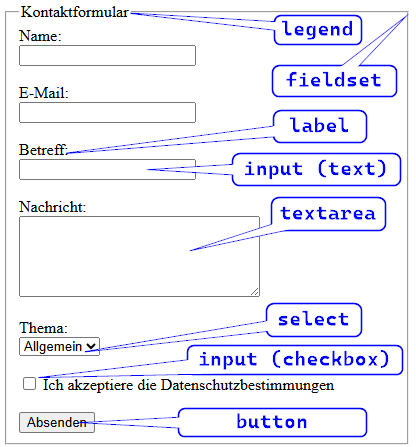 Kontaktformular
legend
Name:
fieldset
E-Mail:
label
Betreff:
input (text)
Nachricht:
textarea
select
Thema:
Allgemein
input (checkbox)
Ich akzeptiere die Datenschutzbestimmungen
Absenden
button